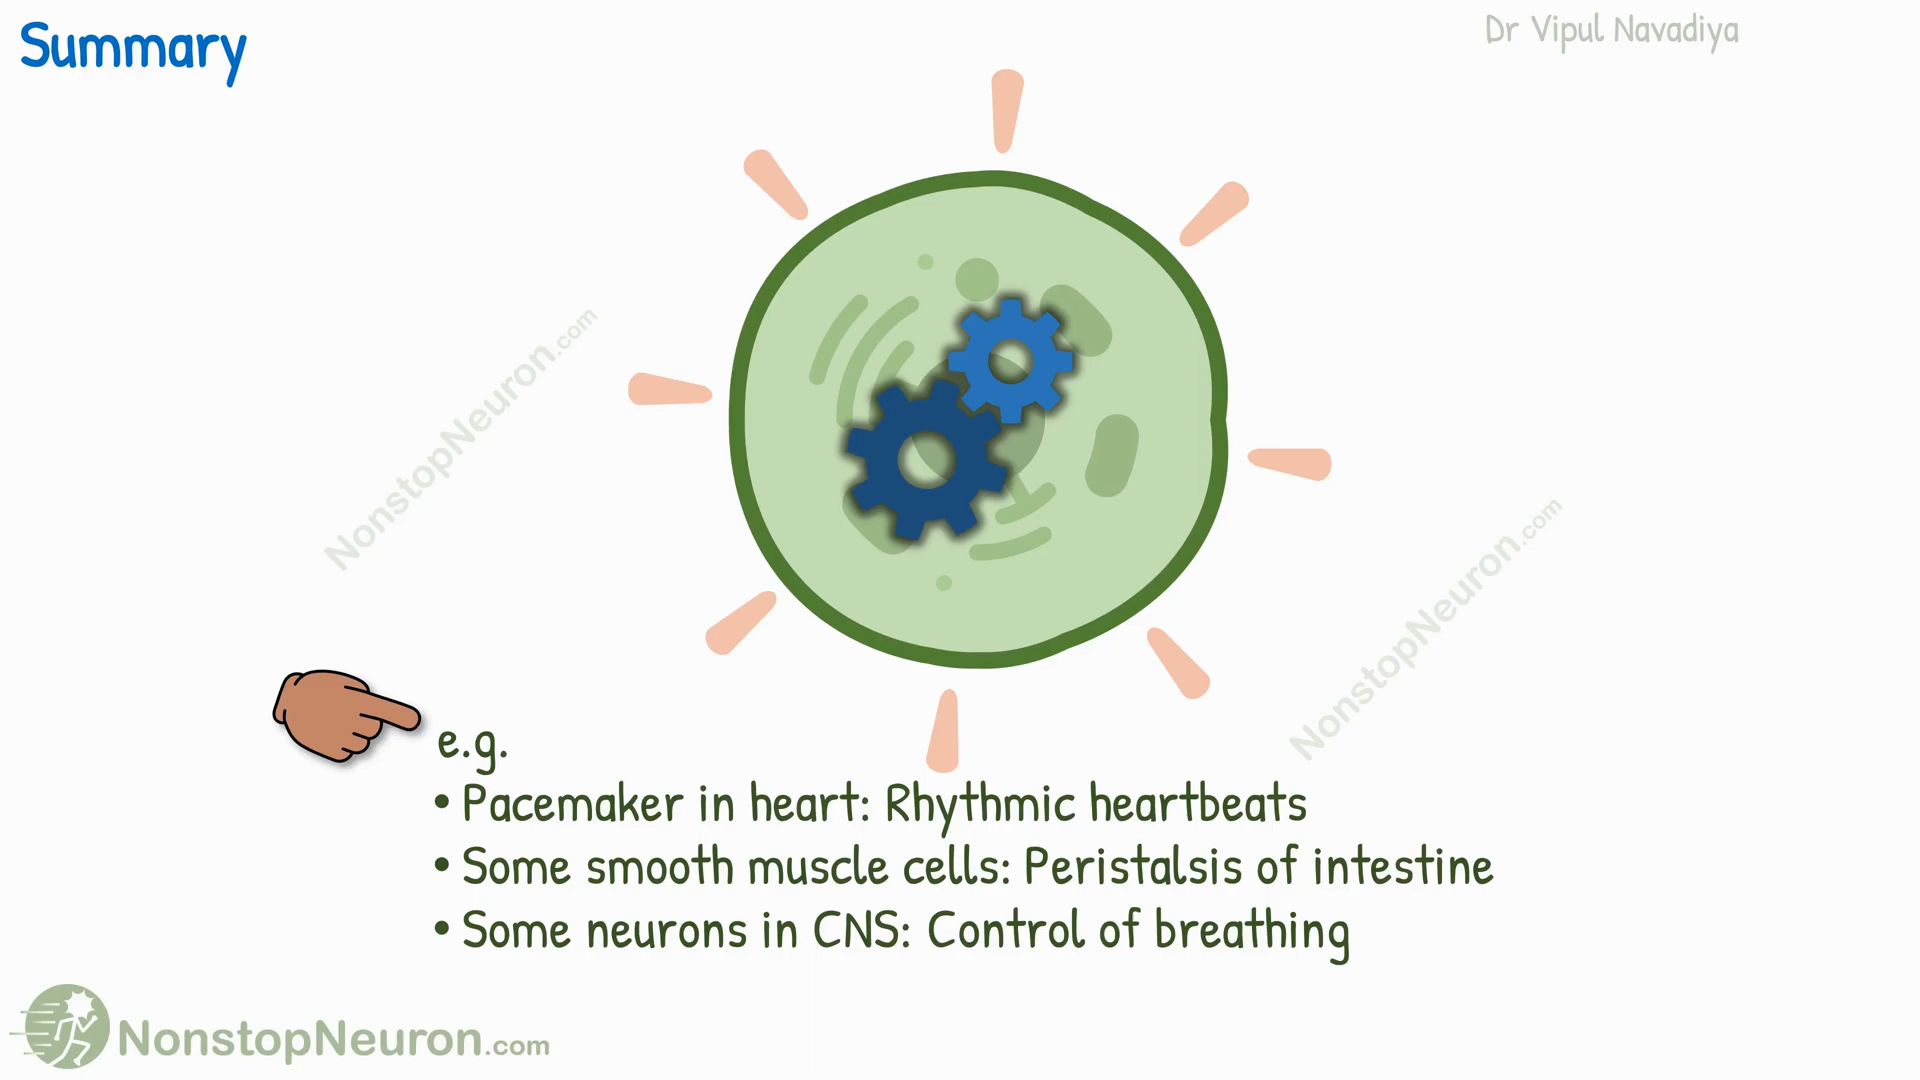 Summary
Dr Vipul Navadiya
NonstopNeuron.com
NonstopNeuron.com
e.g.
• Pacemaker in heart: Rhythmic heartbeats
• Some smooth muscle cells: Peristalsis of intestine
• Some neurons in CNS: Control of breathing
NonstopNeuron.com